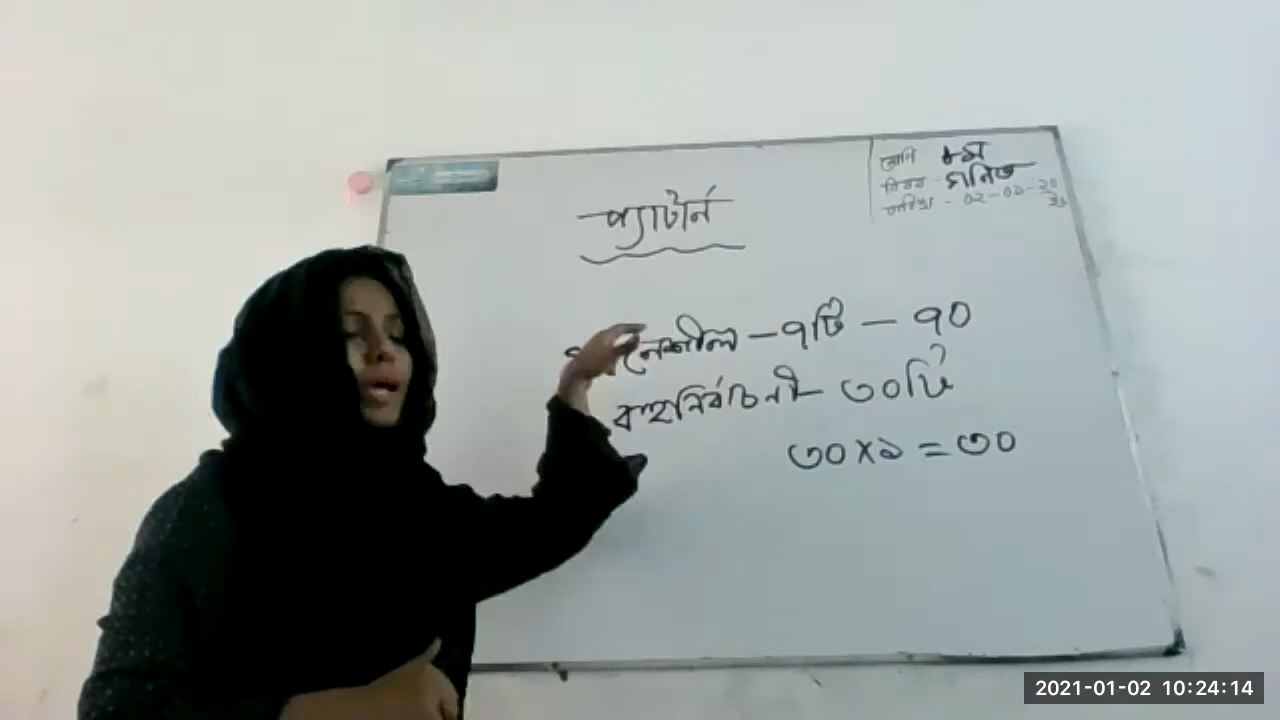 প্যাটার্ন
শ্রেণি ৮ম
বিষয় - গনিত
তারিখ - ০২-০১-২০২১
সৃজনশীল - ৭টি - ৭০
বহুনির্বাচনী - ৩০টি
৩০x১ = ৩০
2021-01-02 10:24:14